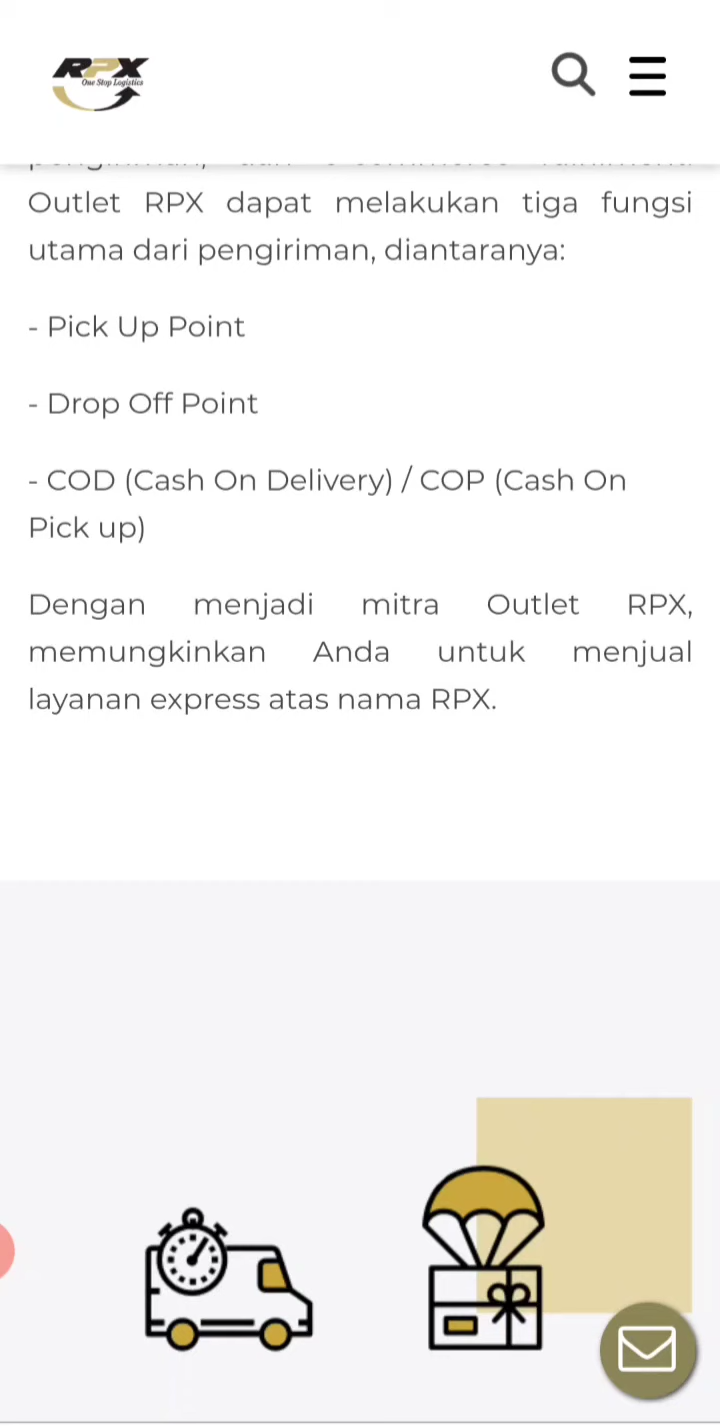 RPX
One Stop Logistics
Outlet RPX dapat melakukan tiga fungsi
utama dari pengiriman, diantaranya:
- Pick Up Point
- Drop Off Point
- COD (Cash On Delivery) / COP (Cash On
Pick up)
Dengan menjadi mitra Outlet RPX,
memungkinkan Anda untuk menjual
layanan express atas nama RPX.